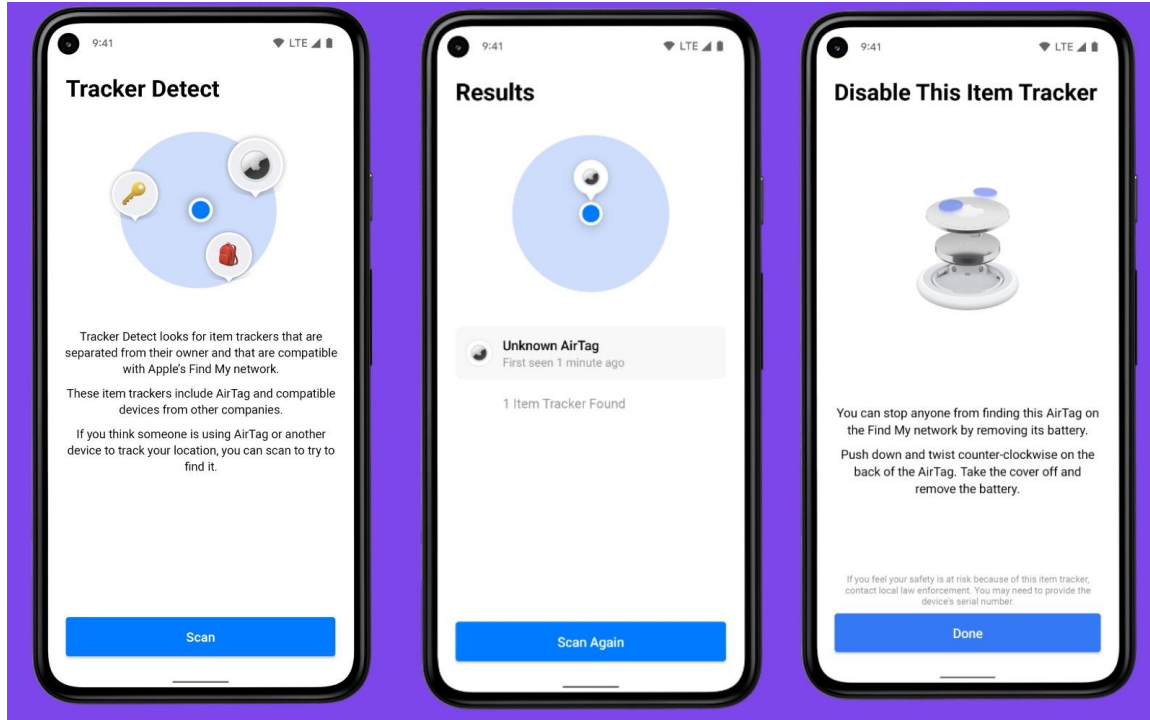 9:41
LTE
Tracker Detect
Tracker Detect looks for item trackers that are
separated from their owner and that are compatible
with Apple's Find My network.
These item trackers include AirTag and compatible
devices from other companies.
If you think someone is using AirTag or another
device to track your location, you can scan to try to
find it.
Scan
9:41
LTE
Results
Unknown AirTag
First seen 1 minute ago
1 Item Tracker Found
Scan Again
9:41
LTE
Disable This Item Tracker
You can stop anyone from finding this AirTag on
the Find My network by removing its battery.
Push down and twist counter-clockwise on the
back of the AirTag. Take the cover off and
remove the battery.
If you feel your safety is at risk because of this item tracker,
contact local law enforcement. You may need to provide the
device's serial number.
Done